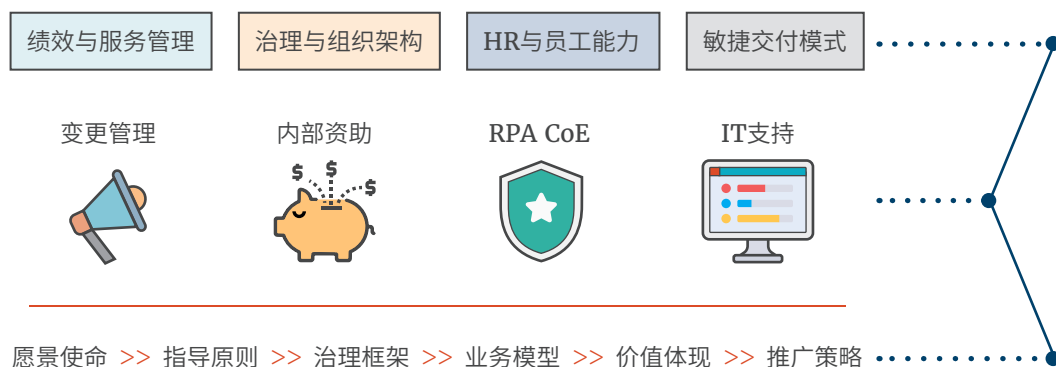 绩效与服务管理 治理与组织架构 HR与员工能力 敏捷交付模式
变更管理 内部资助 RPA CoE IT支持
$ $ $
愿景使命 >> 指导原则 >> 治理框架 >> 业务模型 >> 价值体现 >> 推广策略